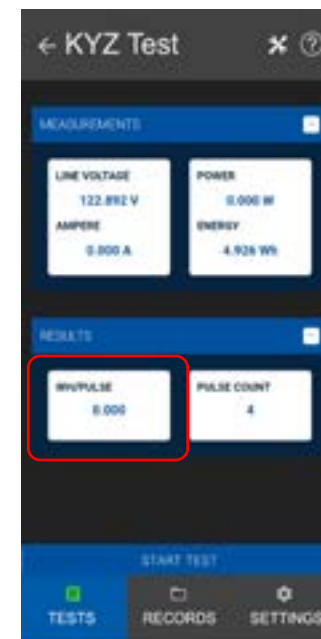 ← KYZ Test
MEASUREMENTS
LINE VOLTAGE
122.892 V
AMPERE
0.000 A
POWER
0.000 W
ENERGY
4.926 Wh
RESULTS
WH/PULSE
0.000
PULSE COUNT
4
START TEST
TESTS
RECORDS
SETTINGS